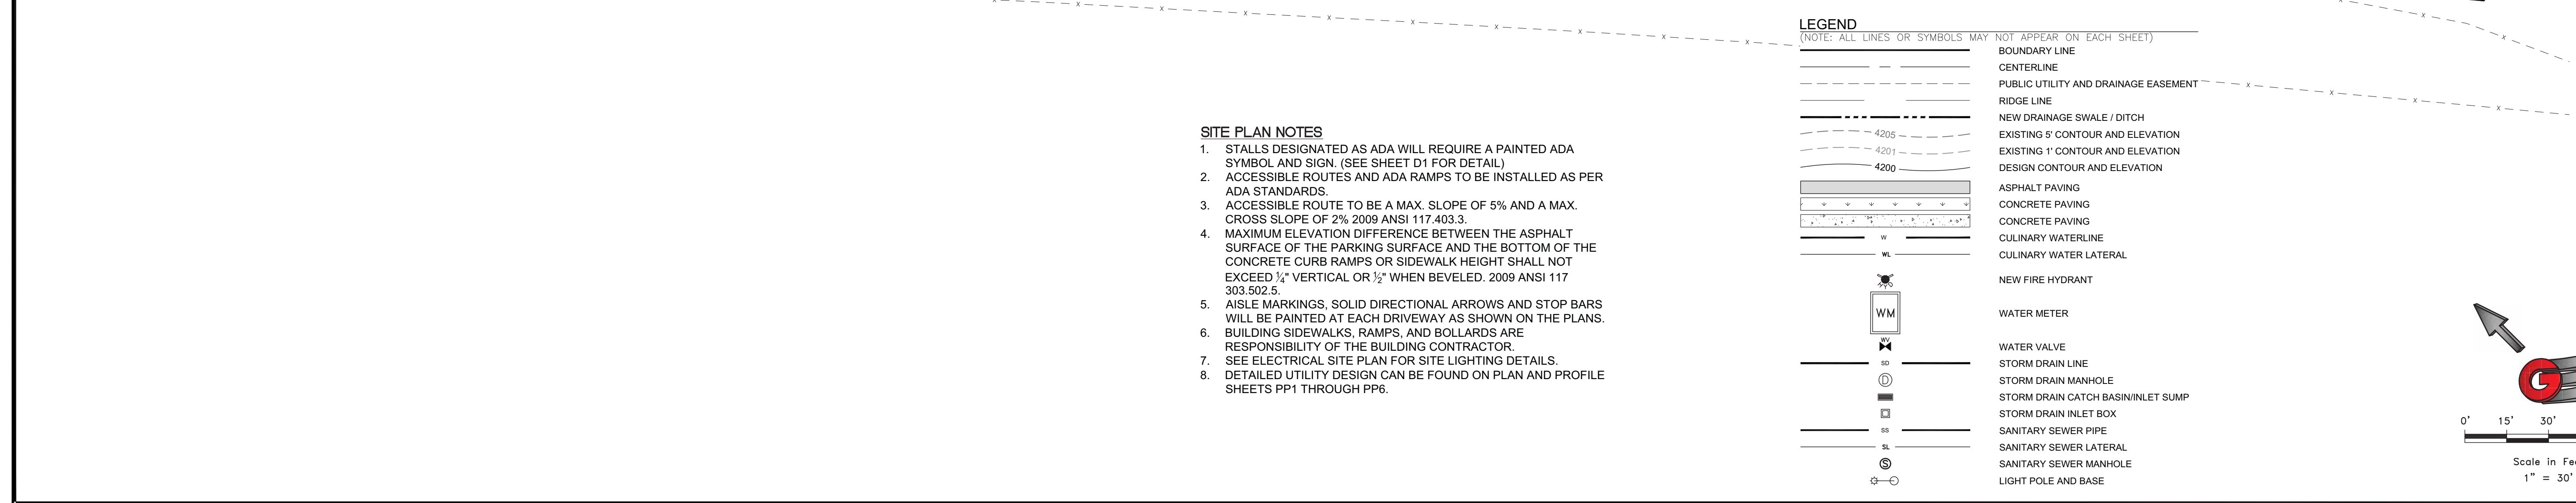 SITE PLAN NOTES
1. STALLS DESIGNATED AS ADA WILL REQUIRE A PAINTED ADA
SYMBOL AND SIGN. (SEE SHEET D1 FOR DETAIL)
2. ACCESSIBLE ROUTES AND ADA RAMPS TO BE INSTALLED AS PER
ADA STANDARDS.
3. ACCESSIBLE ROUTE TO BE A MAX. SLOPE OF 5% AND A MAX.
CROSS SLOPE OF 2% 2009 ANSI 117.403.3.
4. MAXIMUM ELEVATION DIFFERENCE BETWEEN THE ASPHALT
SURFACE OF THE PARKING SURFACE AND THE BOTTOM OF THE
CONCRETE CURB RAMPS OR SIDEWALK HEIGHT SHALL NOT
EXCEED ¼" VERTICAL OR ½" WHEN BEVELED. 2009 ANSI 117
303.502.5.
5. AISLE MARKINGS, SOLID DIRECTIONAL ARROWS AND STOP BARS
WILL BE PAINTED AT EACH DRIVEWAY AS SHOWN ON THE PLANS.
6. BUILDING SIDEWALKS, RAMPS, AND BOLLARDS ARE
RESPONSIBILITY OF THE BUILDING CONTRACTOR.
7. SEE ELECTRICAL SITE PLAN FOR SITE LIGHTING DETAILS.
8. DETAILED UTILITY DESIGN CAN BE FOUND ON PLAN AND PROFILE
SHEETS PP1 THROUGH PP6.
LEGEND
(NOTE: ALL LINES OR SYMBOLS MAY NOT APPEAR ON EACH SHEET)
BOUNDARY LINE
CENTERLINE
PUBLIC UTILITY AND DRAINAGE EASEMENT
RIDGE LINE
NEW DRAINAGE SWALE / DITCH
4205 EXISTING 5' CONTOUR AND ELEVATION
4201 EXISTING 1' CONTOUR AND ELEVATION
4200 DESIGN CONTOUR AND ELEVATION
ASPHALT PAVING
CONCRETE PAVING
CONCRETE PAVING
W CULINARY WATERLINE
WL CULINARY WATER LATERAL
NEW FIRE HYDRANT
WM WATER METER
WV WATER VALVE
SD STORM DRAIN LINE
D STORM DRAIN MANHOLE
STORM DRAIN CATCH BASIN/INLET SUMP
STORM DRAIN INLET BOX
SS SANITARY SEWER PIPE
SL SANITARY SEWER LATERAL
S SANITARY SEWER MANHOLE
LIGHT POLE AND BASE
G
0' 15' 30'
Scale in Fe
1" = 30'